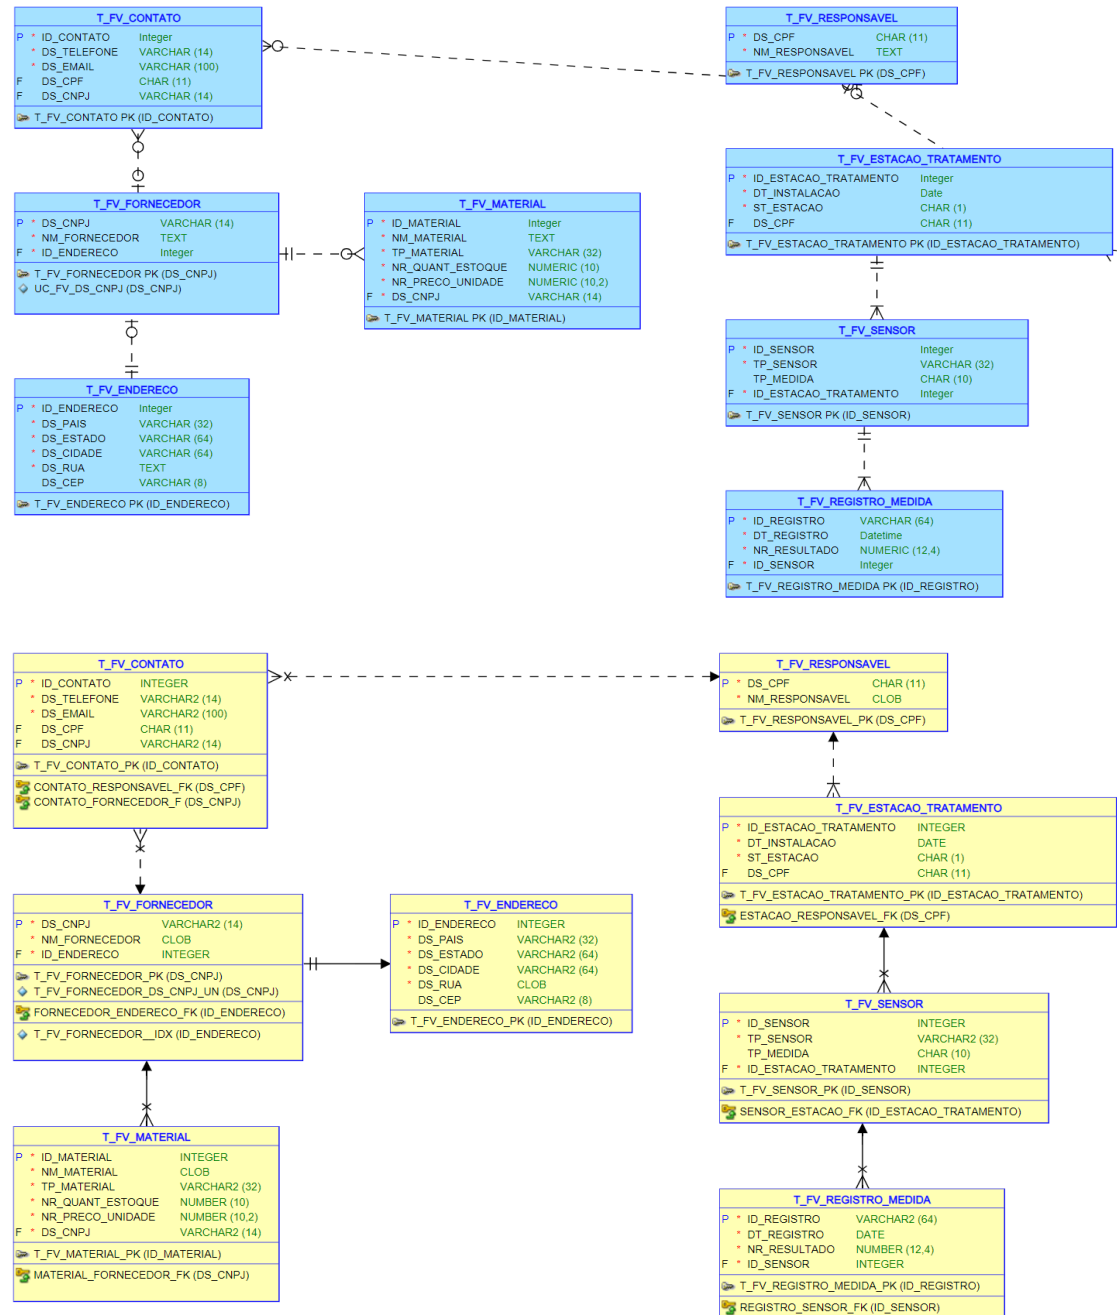 T_FV_CONTATO
P * ID_CONTATO Integer
* DS_TELEFONE VARCHAR (14)
* DS_EMAIL VARCHAR (100)
F DS_CPF CHAR (11)
F DS_CNPJ VARCHAR (14)
T_FV_CONTATO PK (ID_CONTATO)
T_FV_RESPONSAVEL
P * DS_CPF CHAR (11)
* NM_RESPONSAVEL TEXT
T_FV_RESPONSAVEL PK (DS_CPF)
T_FV_ESTACAO_TRATAMENTO
P * ID_ESTACAO_TRATAMENTO Integer
* DT_INSTALACAO Date
* ST_ESTACAO CHAR (1)
F DS_CPF CHAR (11)
T_FV_ESTACAO_TRATAMENTO PK (ID_ESTACAO_TRATAMENTO)
T_FV_FORNECEDOR
P * DS_CNPJ VARCHAR (14)
* NM_FORNECEDOR TEXT
F * ID_ENDERECO Integer
T_FV_FORNECEDOR PK (DS_CNPJ)
UC_FV_DS_CNPJ (DS_CNPJ)
T_FV_MATERIAL
P * ID_MATERIAL Integer
* NM_MATERIAL TEXT
* TP_MATERIAL VARCHAR (32)
* NR_QUANT_ESTOQUE NUMERIC (10)
* NR_PRECO_UNIDADE NUMERIC (10,2)
F * DS_CNPJ VARCHAR (14)
T_FV_MATERIAL PK (ID_MATERIAL)
T_FV_SENSOR
P * ID_SENSOR Integer
* TP_SENSOR VARCHAR (32)
TP_MEDIDA CHAR (10)
F * ID_ESTACAO_TRATAMENTO Integer
T_FV_SENSOR PK (ID_SENSOR)
T_FV_ENDERECO
P * ID_ENDERECO Integer
* DS_PAIS VARCHAR (32)
* DS_ESTADO VARCHAR (64)
* DS_CIDADE VARCHAR (64)
* DS_RUA TEXT
DS_CEP VARCHAR (8)
T_FV_ENDERECO PK (ID_ENDERECO)
T_FV_REGISTRO_MEDIDA
P * ID_REGISTRO VARCHAR (64)
* DT_REGISTRO Datetime
* NR_RESULTADO NUMERIC (12,4)
F * ID_SENSOR Integer
T_FV_REGISTRO_MEDIDA PK (ID_REGISTRO)
T_FV_CONTATO
P * ID_CONTATO INTEGER
* DS_TELEFONE VARCHAR2 (14)
* DS_EMAIL VARCHAR2 (100)
F DS_CPF CHAR (11)
F DS_CNPJ VARCHAR2 (14)
T_FV_CONTATO_PK (ID_CONTATO)
CONTATO_RESPONSAVEL_FK (DS_CPF)
CONTATO_FORNECEDOR_F (DS_CNPJ)
T_FV_RESPONSAVEL
P * DS_CPF CHAR (11)
* NM_RESPONSAVEL CLOB
T_FV_RESPONSAVEL_PK (DS_CPF)
T_FV_ESTACAO_TRATAMENTO
P * ID_ESTACAO_TRATAMENTO INTEGER
* DT_INSTALACAO DATE
* ST_ESTACAO CHAR (1)
F DS_CPF CHAR (11)
T_FV_ESTACAO_TRATAMENTO_PK (ID_ESTACAO_TRATAMENTO)
ESTACAO_RESPONSAVEL_FK (DS_CPF)
T_FV_FORNECEDOR
P * DS_CNPJ VARCHAR2 (14)
* NM_FORNECEDOR CLOB
F * ID_ENDERECO INTEGER
T_FV_FORNECEDOR_PK (DS_CNPJ)
T_FV_FORNECEDOR_DS_CNPJ_UN (DS_CNPJ)
FORNECEDOR_ENDERECO_FK (ID_ENDERECO)
T_FV_FORNECEDOR__IDX (ID_ENDERECO)
T_FV_ENDERECO
P * ID_ENDERECO INTEGER
* DS_PAIS VARCHAR2 (32)
* DS_ESTADO VARCHAR2 (64)
* DS_CIDADE VARCHAR2 (64)
* DS_RUA CLOB
DS_CEP VARCHAR2 (8)
T_FV_ENDERECO_PK (ID_ENDERECO)
T_FV_SENSOR
P * ID_SENSOR INTEGER
* TP_SENSOR VARCHAR2 (32)
TP_MEDIDA CHAR (10)
F * ID_ESTACAO_TRATAMENTO INTEGER
T_FV_SENSOR_PK (ID_SENSOR)
SENSOR_ESTACAO_FK (ID_ESTACAO_TRATAMENTO)
T_FV_MATERIAL
P * ID_MATERIAL INTEGER
* NM_MATERIAL CLOB
* TP_MATERIAL VARCHAR2 (32)
* NR_QUANT_ESTOQUE NUMBER (10)
* NR_PRECO_UNIDADE NUMBER (10,2)
F * DS_CNPJ VARCHAR2 (14)
T_FV_MATERIAL_PK (ID_MATERIAL)
MATERIAL_FORNECEDOR_FK (DS_CNPJ)
T_FV_REGISTRO_MEDIDA
P * ID_REGISTRO VARCHAR2 (64)
* DT_REGISTRO DATE
* NR_RESULTADO NUMBER (12,4)
F * ID_SENSOR INTEGER
T_FV_REGISTRO_MEDIDA_PK (ID_REGISTRO)
REGISTRO_SENSOR_FK (ID_SENSOR)